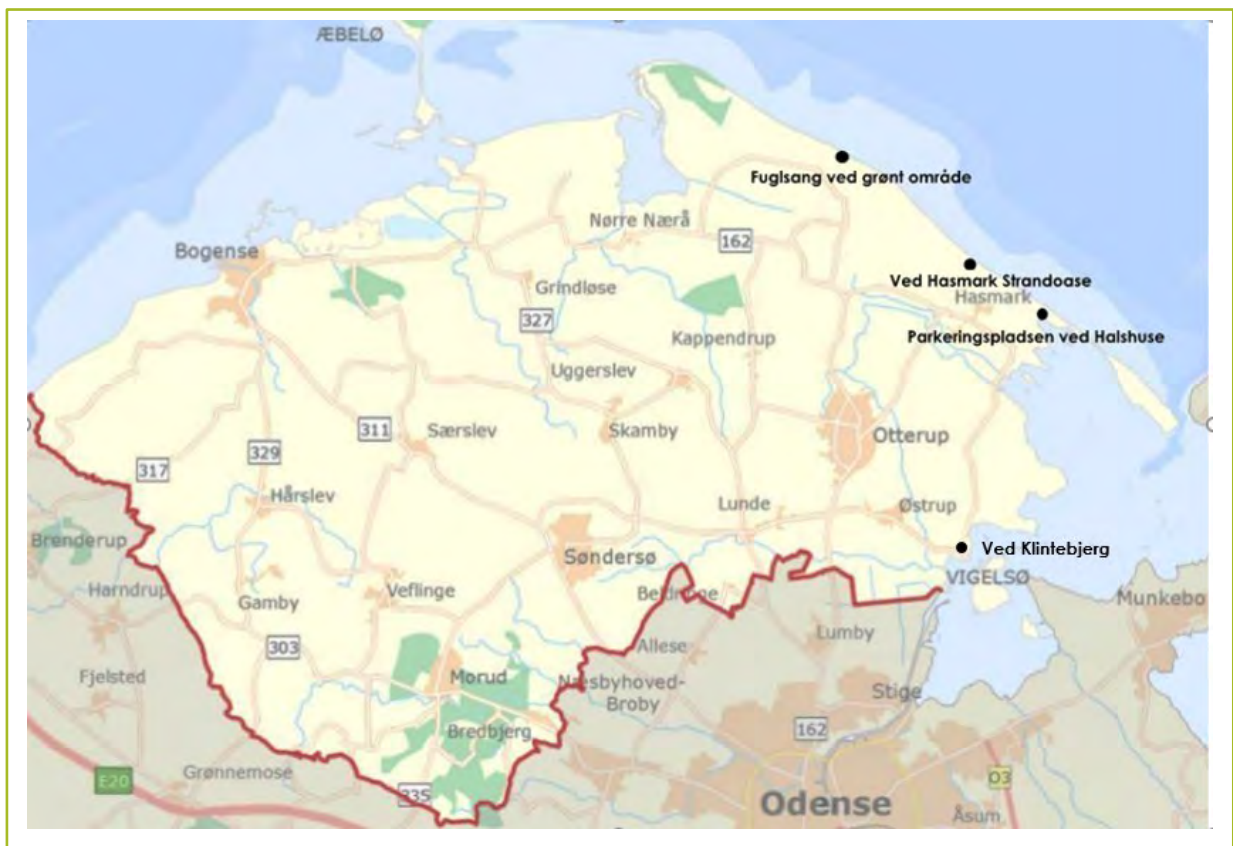 ÆBELØ
Fuglsang ved grønt område
Nørre Nærå
162
Bogense
Ved Hasmark Strandoase
Grindløse
Hasmark
327
Kappendrup
Parkeringspladsen ved Halshuse
Uggerslev
311
Særslev
Skamby
Otterup
329
317
Hårslev
Lunde
Østrup
Brenderup
Søndersø
Ved Klintebjerg
VIGELSØ
Harndrup
Gamby
Veflinge
Munkebo
303
Allese
Lumby
Fjelsted
Morud
Næsbyhoved-
Broby
Stige
Bredbjerg
162
E20
Grønnemose
335
O3
Odense
Åsum